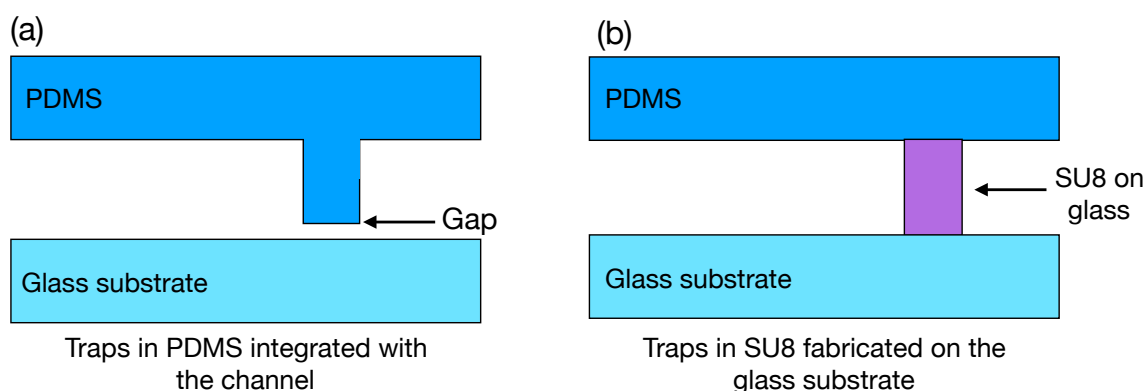 (a)
PDMS
Gap
Glass substrate
Traps in PDMS integrated with
the channel
(b)
PDMS
SU8 on
glass
Glass substrate
Traps in SU8 fabricated on the
glass substrate